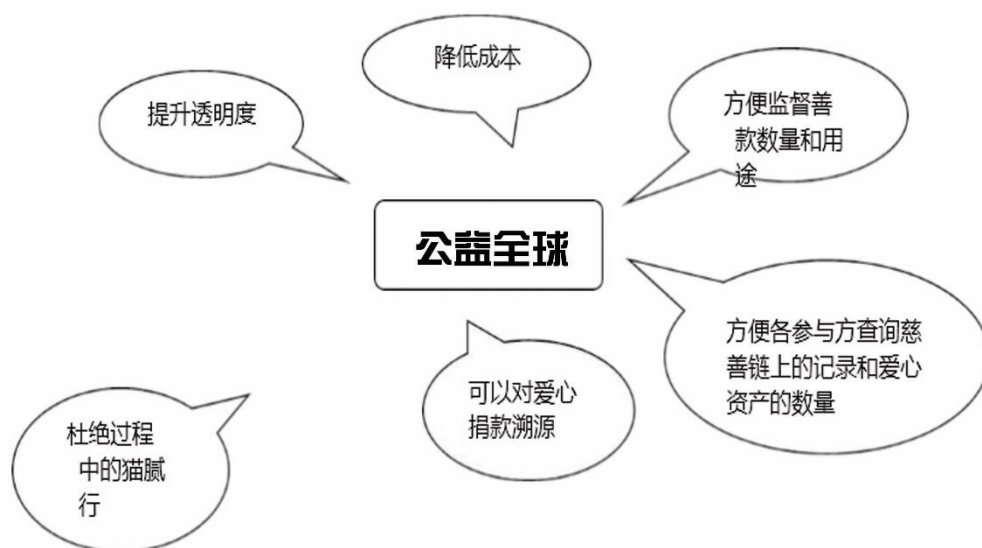 降低成本
提升透明度
方便监督善
款数量和用
途
公益全球
方便各参与方查询慈
善链上的记录和爱心
资产的数量
可以对爱心
捐款溯源
杜绝过程
中的猫腻
行